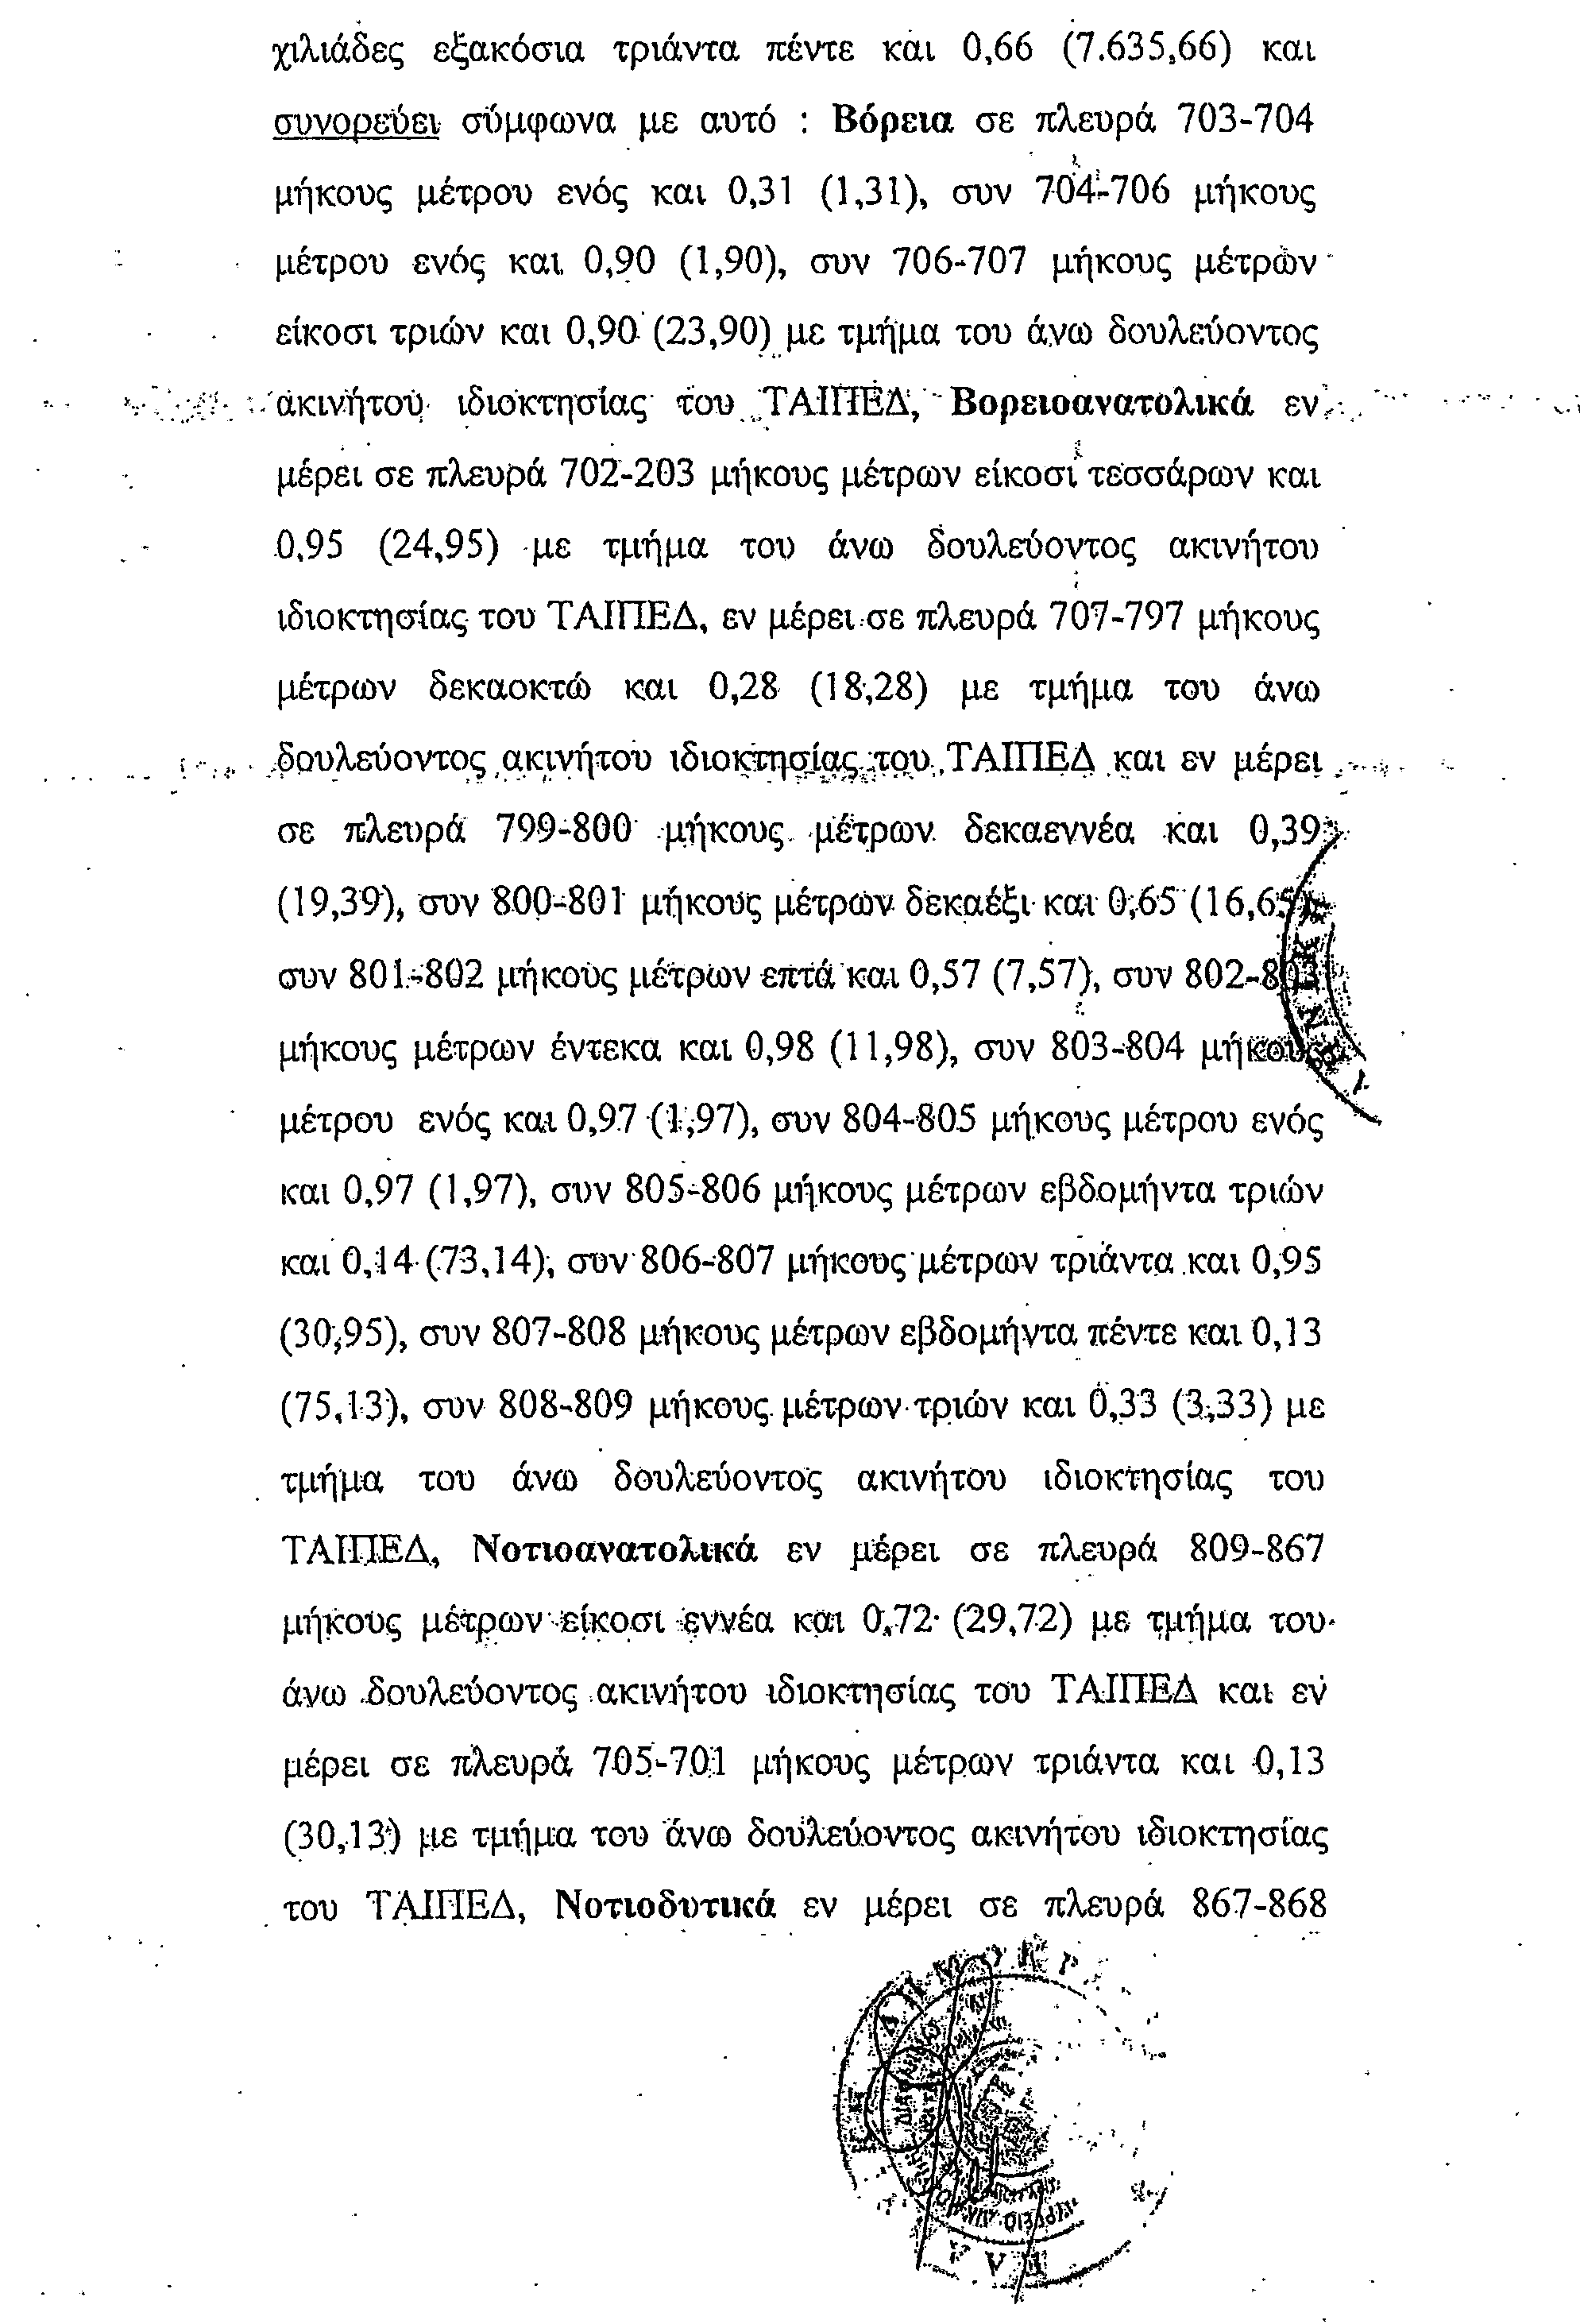 χιλιάδες εξακόσια τριάντα πέντε και 0,66 (7.635,66) και
συνορεύει σύμφωνα με αυτό : Βόρεια σε πλευρά 703-704
μήκους μέτρου ενός και 0,31 (1,31), συν 704-706 μήκους
μέτρου ενός και 0,90 (1,90), συν 706-707 μήκους μέτρων
είκοσι τριών και 0,90 (23,90) με τμήμα του άνω δουλεύοντος
ακινήτου ιδιοκτησίας του ΤΑΙΠΕΔ, Βορειοανατολικά εν
μέρει σε πλευρά 702-203 μήκους μέτρων είκοσι τεσσάρων και
0,95 (24,95) με τμήμα του άνω δουλεύοντος ακινήτου
ιδιοκτησίας του ΤΑΙΠΕΔ, εν μέρει σε πλευρά 707-797 μήκους
μέτρων δεκαοκτώ και 0,28 (18,28) με τμήμα του άνω
δουλεύοντος ακινήτου ιδιοκτησίας του ΤΑΙΠΕΔ και εν μέρει
σε πλευρά 799-800 μήκους μέτρων δεκαεννέα και 0,39
(19,39), συν 800-801 μήκους μέτρων δεκαέξι και 0,65 (16,65)
συν 801-802 μήκους μέτρων επτά και 0,57 (7,57), συν 802-803
μήκους μέτρων έντεκα και 0,98 (11,98), συν 803-804 μήκους
μέτρου ενός και 0,97 (1,97), συν 804-805 μήκους μέτρου ενός
και 0,97 (1,97), συν 805-806 μήκους μέτρων εβδομήντα τριών
και 0,14 (73,14), συν 806-807 μήκους μέτρων τριάντα και 0,95
(30,95), συν 807-808 μήκους μέτρων εβδομήντα πέντε και 0,13
(75,13), συν 808-809 μήκους μέτρων τριών και 0,33 (3,33) με
τμήμα του άνω δουλεύοντος ακινήτου ιδιοκτησίας του
ΤΑΙΠΕΔ, Νοτιοανατολικά εν μέρει σε πλευρά 809-867
μήκους μέτρων είκοσι εννέα και 0,72 (29,72) με τμήμα του
άνω δουλεύοντος ακινήτου ιδιοκτησίας του ΤΑΙΠΕΔ και εν
μέρει σε πλευρά 705-701 μήκους μέτρων τριάντα και 0,13
(30,13) με τμήμα του άνω δουλεύοντος ακινήτου ιδιοκτησίας
του ΤΑΙΠΕΔ, Νοτιοδυτικά εν μέρει σε πλευρά 867-868